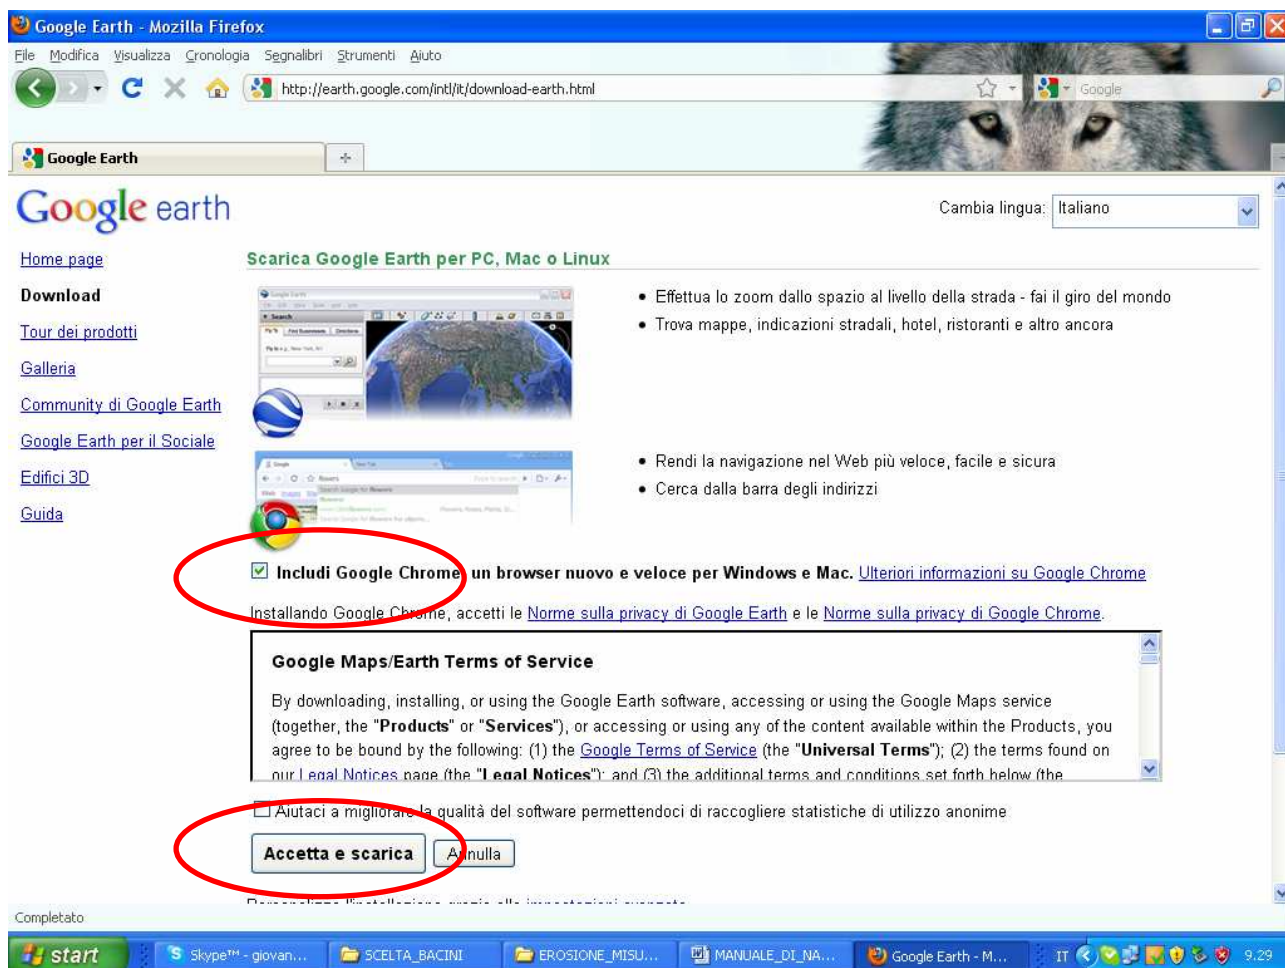 Google Earth - Mozilla Firefox
File Modifica Visualizza Cronologia Segnalibri Strumenti Aiuto
http://earth.google.com/intl/it/download-earth.html
Google
Google Earth
Google earth
Cambia lingua: Italiano
Home page
Download
Tour dei prodotti
Galleria
Community di Google Earth
Google Earth per il Sociale
Edifici 3D
Guida
Scarica Google Earth per PC, Mac o Linux
• Effettua lo zoom dallo spazio al livello della strada - fai il giro del mondo
• Trova mappe, indicazioni stradali, hotel, ristoranti e altro ancora
Search
• Rendi la navigazione nel Web più veloce, facile e sicura
• Cerca dalla barra degli indirizzi
Includi Google Chrome, un browser nuovo e veloce per Windows e Mac. Ulteriori informazioni su Google Chrome
Installando Google Chrome, accetti le Norme sulla privacy di Google Earth e le Norme sulla privacy di Google Chrome.
Google Maps/Earth Terms of Service
By downloading, installing, or using the Google Earth software, accessing or using the Google Maps service
(together, the "Products" or "Services"), or accessing or using any of the content available within the Products, you
agree to be bound by the following: (1) the Google Terms of Service (the "Universal Terms"); (2) the terms found on
our Legal Notices page (the "Legal Notices"); and (3) the additional terms and conditions set forth below (the
Aiutaci a migliorare la qualità del software permettendoci di raccogliere statistiche di utilizzo anonime
Accetta e scarica Annulla
Personalizza l'installazione grazie alle impostazioni avanzate
Completato
start Skype™ - giovan... SCELTA_BACINI EROSIONE_MISU... MANUALE_DI_NA... Google Earth - M... IT 9.29